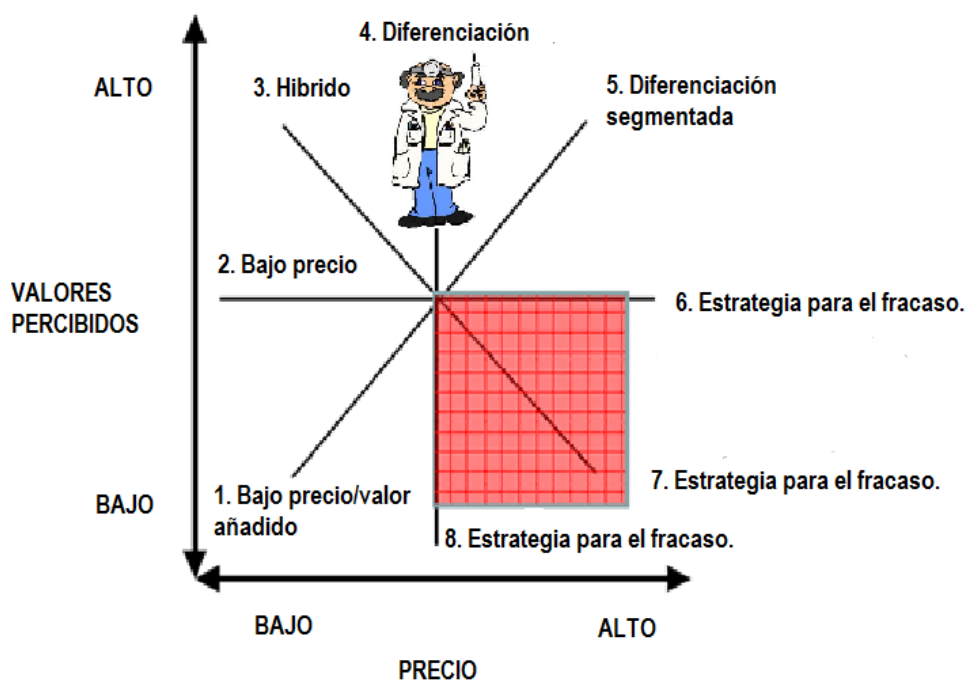 4. Diferenciación
ALTO
3. Hibrido
5. Diferenciación
segmentada
2. Bajo precio
VALORES
PERCIBIDOS
6. Estrategia para el fracaso.
7. Estrategia para el fracaso.
BAJO
1. Bajo precio/valor
añadido
8. Estrategia para el fracaso.
BAJO
ALTO
PRECIO